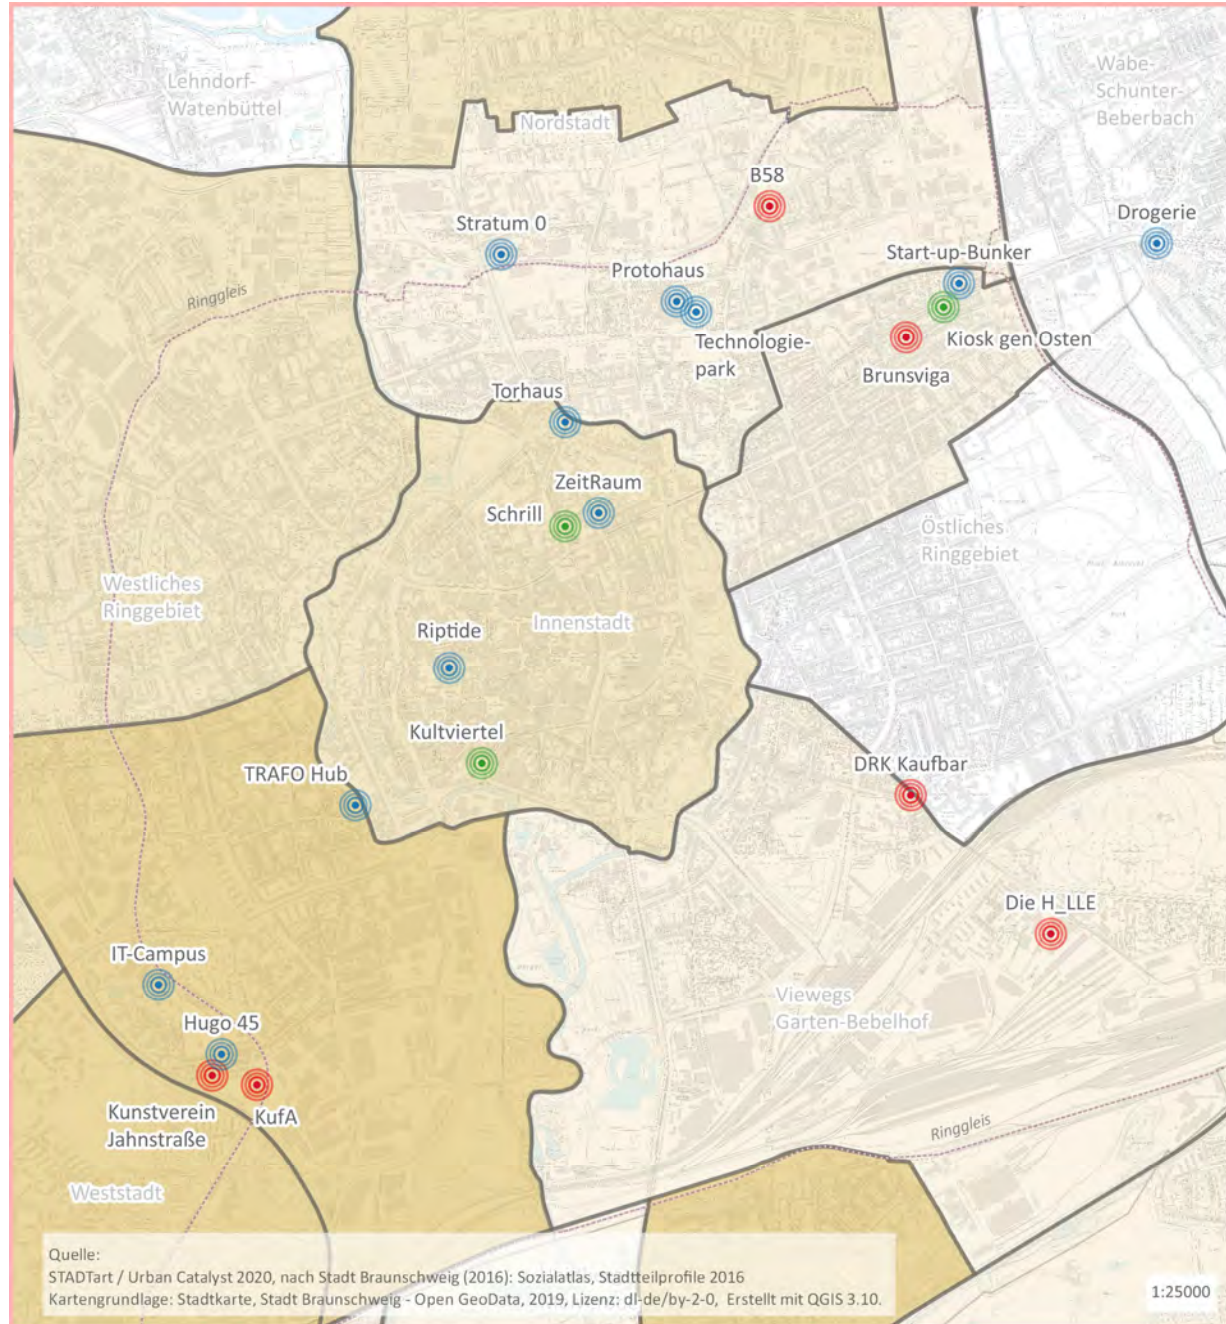 Lehndorf-
Watenbüttel
Nordstadt
Wabe-
Schunter-
Beberbach
B58
Stratum 0
Drogerie
Start-up-Bunker
Protohaus
Ringgleis
Technologie-
park
Kiosk gen Osten
Brunsviga
Torhaus
ZeitRaum
Schrill
Östliches
Ringgebiet
Westliches
Ringgebiet
Innenstadt
Riptide
Kultviertel
TRAFO Hub
DRK Kaufbar
Die H_LLE
IT-Campus
Viewegs
Garten-Bebelhof
Hugo 45
Kunstverein
Jahnstraße
KufA
Ringgleis
Weststadt
Quelle:
STADTart / Urban Catalyst 2020, nach Stadt Braunschweig (2016): Sozialatlas, Stadtteilprofile 2016
Kartengrundlage: Stadtkarte, Stadt Braunschweig - Open GeoData, 2019, Lizenz: dl-de/by-2-0, Erstellt mit QGIS 3.10.
1:25000